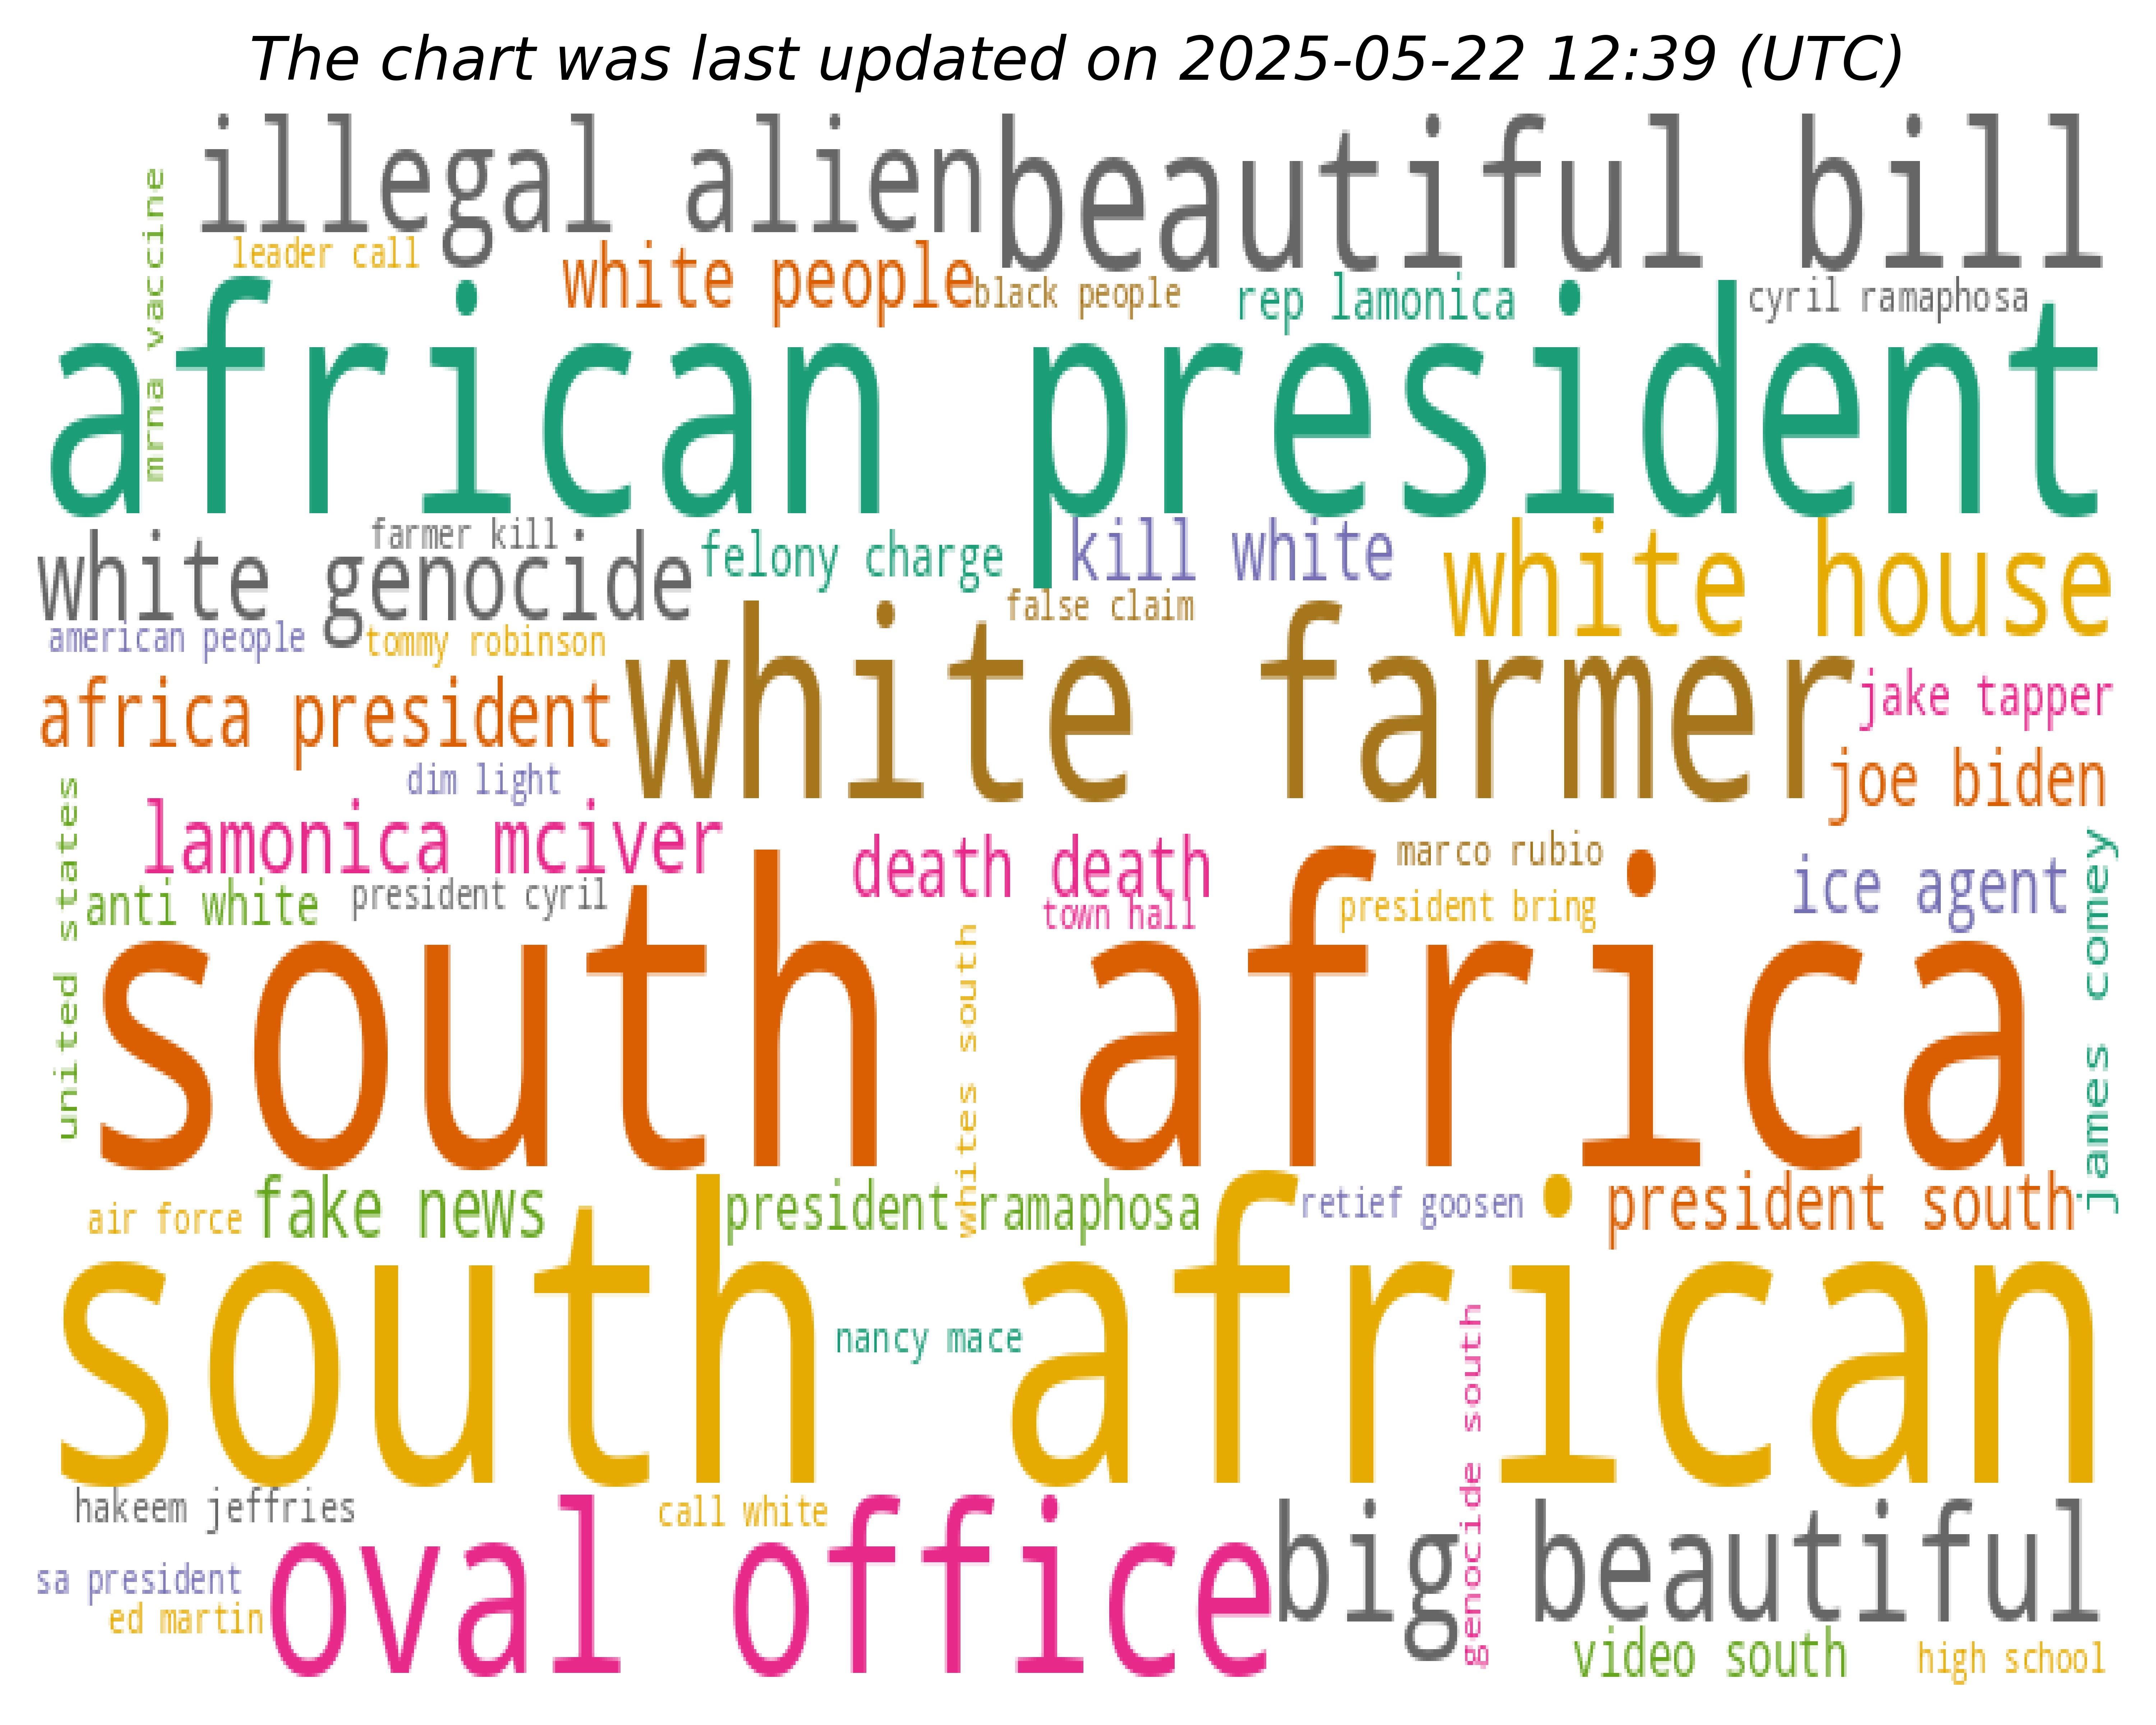 The chart was last updated on 2025-05-22 12:39 (UTC)
illegal alien
beautiful bill
mrna vaccine
leader call
white people
black people
rep lamonica
cyril ramaphosa
african president
farmer kill
white genocide
felony charge
kill white
white house
false claim
american people
tommy robinson
white farmer
africa president
jake tapper
dim light
joe biden
united states
lamonica mciver
death death
marco rubio
ice agent
james comey
anti white
president cyril
town hall
president bring
south africa
whites south
air force
fake news
president ramaphosa
retief goosen
president south
south african
nancy mace
genocide south
hakeem jeffries
call white
oval office
big beautiful
sa president
ed martin
video south
high school